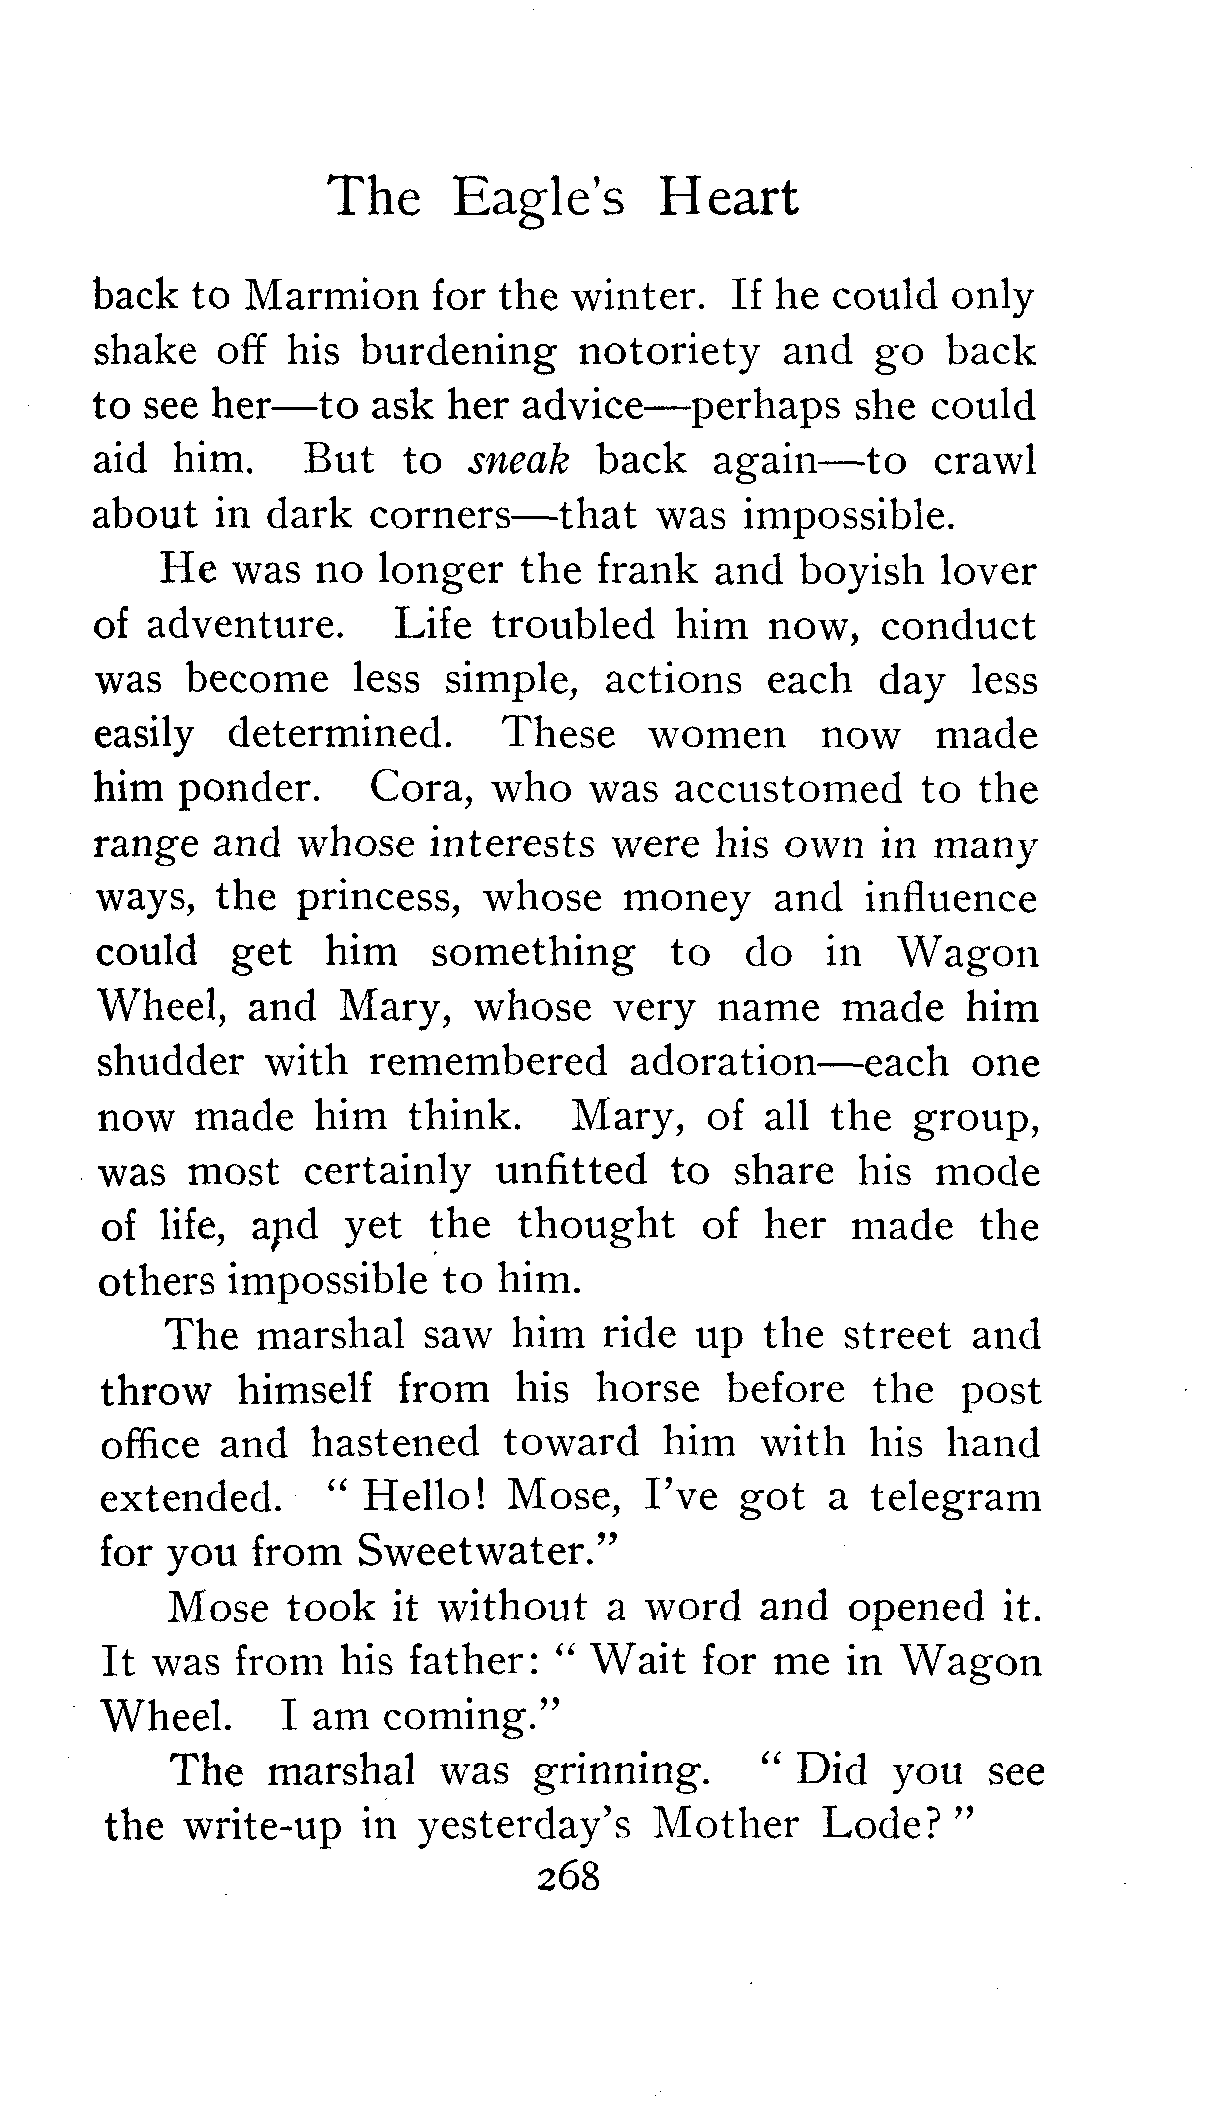 The Eagle's Heart
back to Marmion for the winter. If he could only
shake off his burdening notoriety and go back
to see her—to ask her advice—perhaps she could
aid him. But to sneak back again—to crawl
about in dark corners—that was impossible.
He was no longer the frank and boyish lover
of adventure. Life troubled him now, conduct
was become less simple, actions each day less
easily determined. These women now made
him ponder. Cora, who was accustomed to the
range and whose interests were his own in many
ways, the princess, whose money and influence
could get him something to do in Wagon
Wheel, and Mary, whose very name made him
shudder with remembered adoration—each one
now made him think. Mary, of all the group,
was most certainly unfitted to share his mode
of life, and yet the thought of her made the
others impossible to him.
The marshal saw him ride up the street and
throw himself from his horse before the post
office and hastened toward him with his hand
extended. " Hello! Mose, I've got a telegram
for you from Sweetwater."
Mose took it without a word and opened it.
It was from his father: " Wait for me in Wagon
Wheel. I am coming."
The marshal was grinning. " Did you see
the write-up in yesterday's Mother Lode? "
268